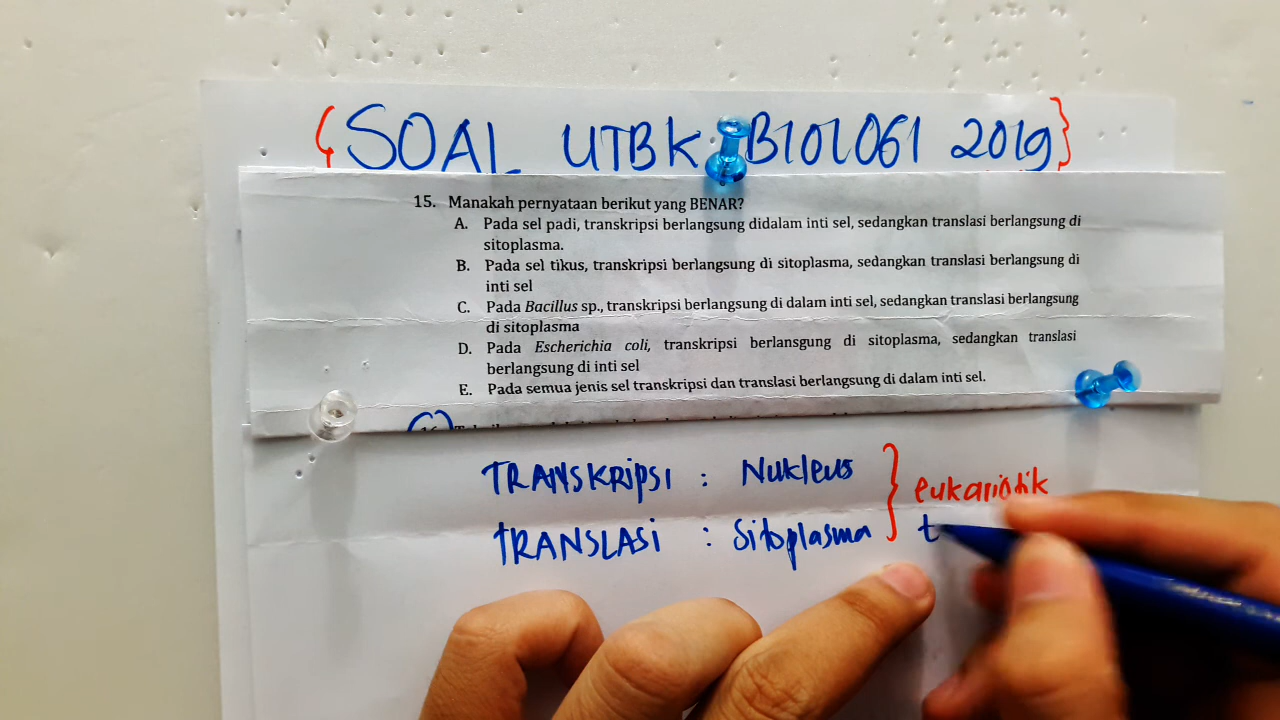 {SOAL UTBK BIOLOGI 2019}
15. Manakah pernyataan berikut yang BENAR?
A. Pada sel padi, transkripsi berlangsung didalam inti sel, sedangkan translasi berlangsung di
sitoplasma.
B. Pada sel tikus, transkripsi berlangsung di sitoplasma, sedangkan translasi berlangsung di
inti sel
C. Pada Bacillus sp., transkripsi berlangsung di dalam inti sel, sedangkan translasi berlangsung
di sitoplasma
D. Pada Escherichia coli, transkripsi berlansgung di sitoplasma, sedangkan translasi
berlangsung di inti sel
E. Pada semua jenis sel transkripsi dan translasi berlangsung di dalam inti sel.
TRANSKRIPSI : Nukleus } eukariotik
TRANSLASI : Sitoplasma t